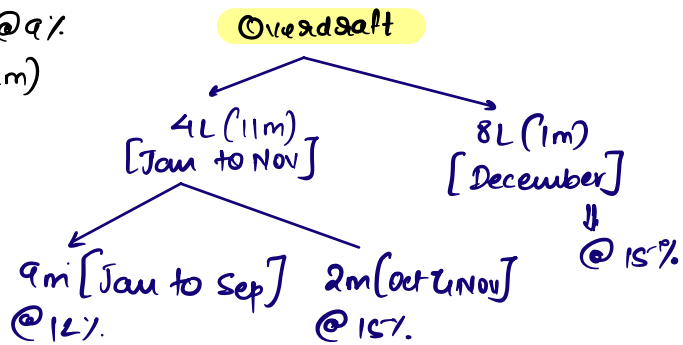 @9%
m)
Overdraft
4L (11m)
[Jan to Nov]
8L (1m)
[December]
⇓
@ 15%
9m [Jan to Sep]
@12%.
2m [Oct & Nov]
@ 15%.